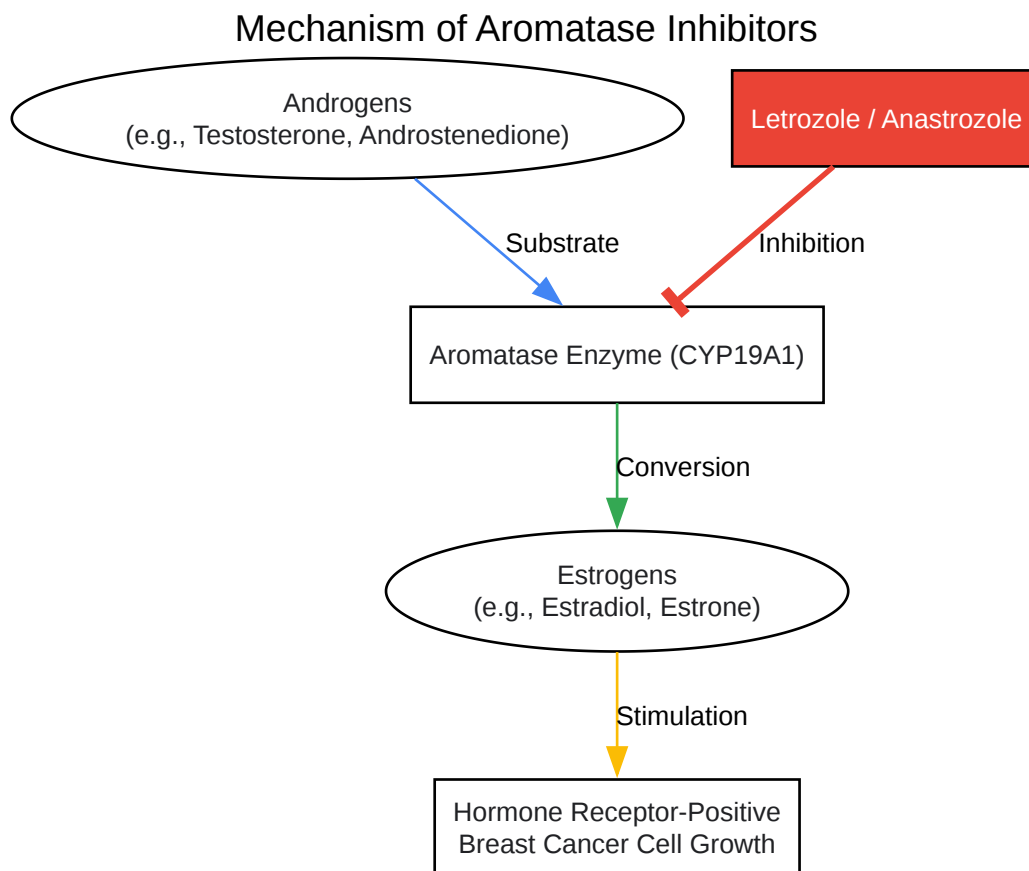 Mechanism of Aromatase Inhibitors
Androgens
(e.g., Testosterone, Androstenedione)
Letrozole / Anastrozole
Substrate
Inhibition
Aromatase Enzyme (CYP19A1)
Conversion
Estrogens
(e.g., Estradiol, Estrone)
Stimulation
Hormone Receptor-Positive
Breast Cancer Cell Growth